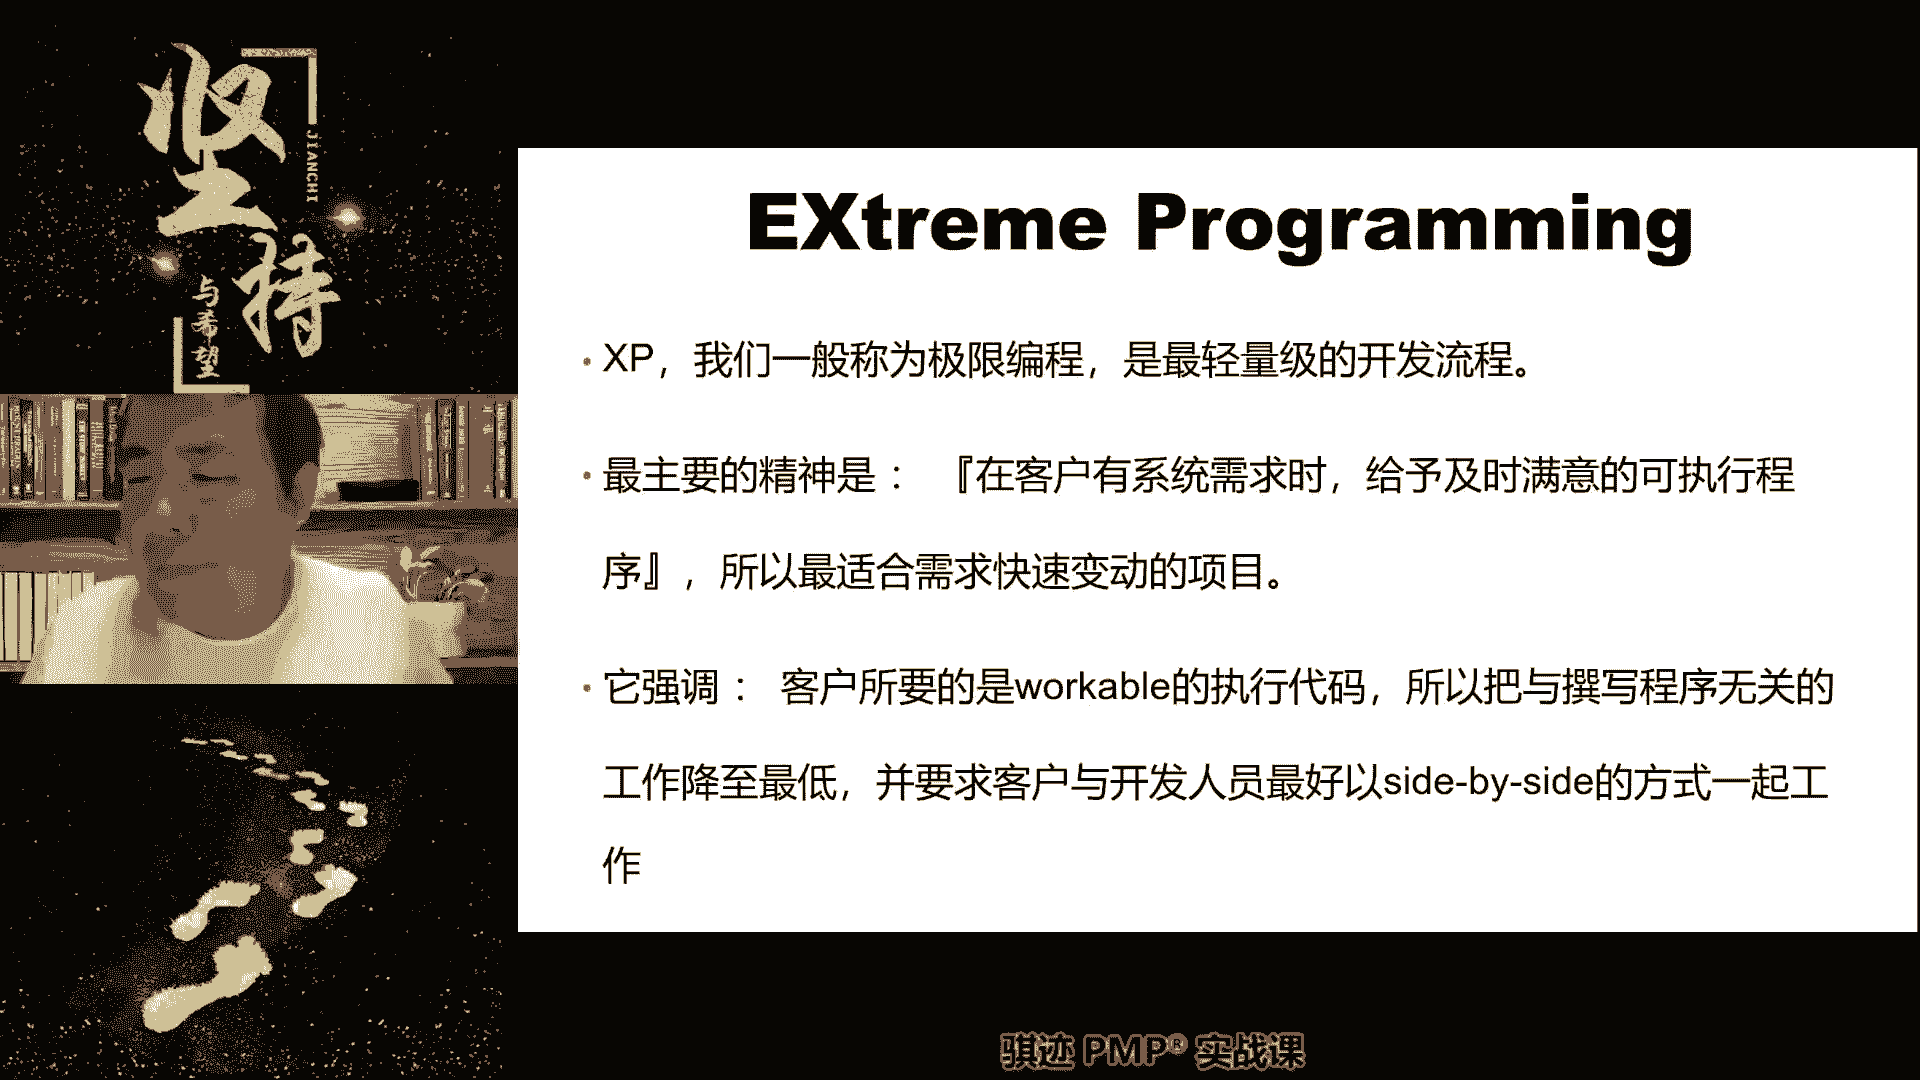 坚持
JIANCHI
与希望
EXtreme Programming
• XP，我们一般称为极限编程，是最轻量级的开发流程。
• 最主要的精神是： 『在客户有系统需求时，给予及时满意的可执行程
序』，所以最适合需求快速变动的项目。
• 它强调： 客户所要的是workable的执行代码，所以把与撰写程序无关的
工作降至最低，并要求客户与开发人员最好以side-by-side的方式一起工
作
骐迹 PMP® 实战课